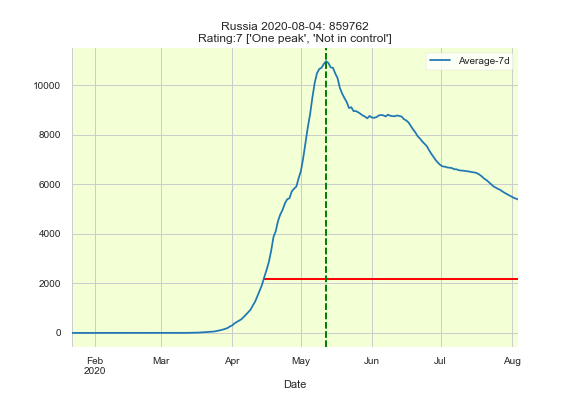 Russia 2020-08-04: 859762
Rating:7 ['One peak', 'Not in control']
Average-7d
10000
8000
6000
4000
2000
0
Feb
2020
Mar
Apr
May
Jun
Jul
Aug
Date